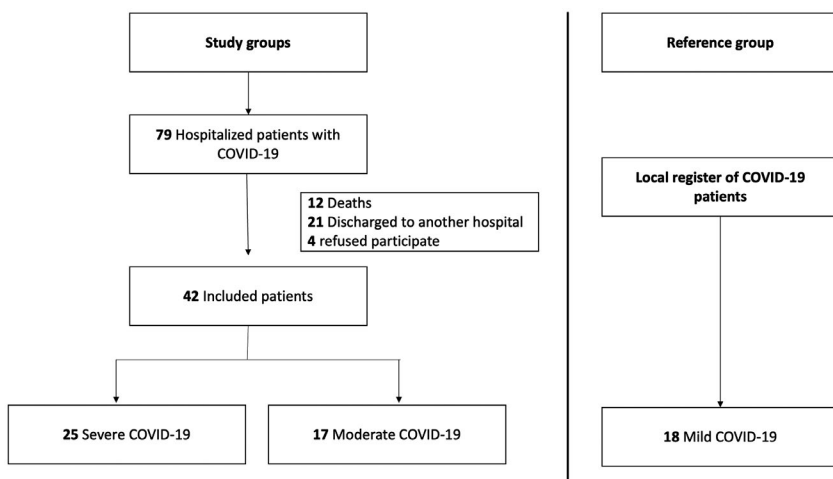 Study groups
79 Hospitalized patients with
COVID-19
12 Deaths
21 Discharged to another hospital
4 refused participate
42 Included patients
25 Severe COVID-19
17 Moderate COVID-19
Reference group
Local register of COVID-19
patients
18 Mild COVID-19